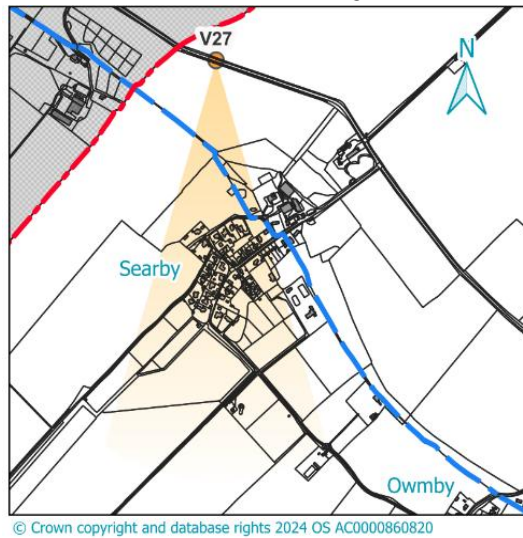 V27
N
Searby
Owmby
© Crown copyright and database rights 2024 OS AC0000860820